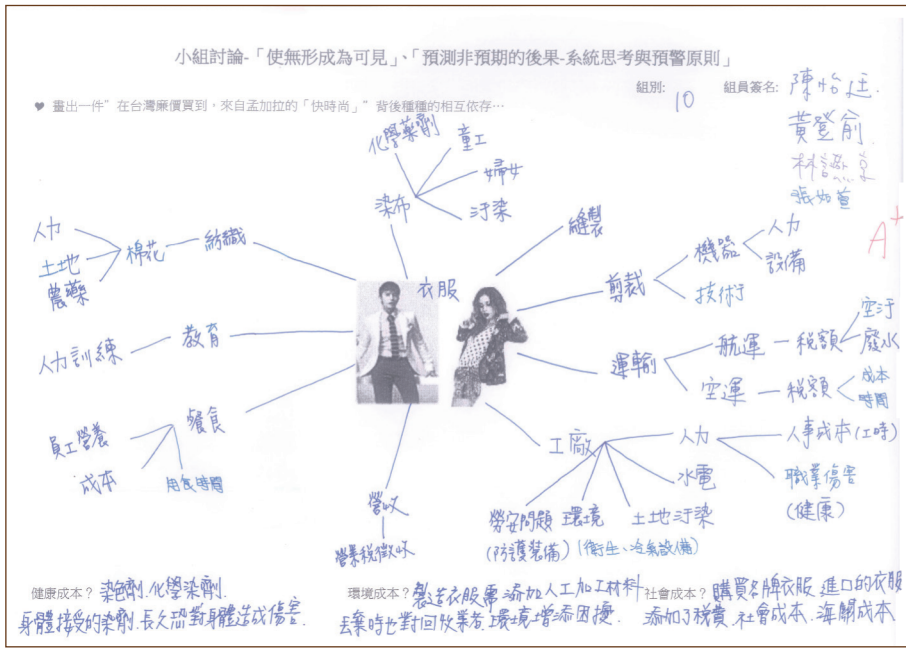 小組討論-「使無形成為可見」、「預測非預期的後果-系統思考與預警原則」
組別: 10
組員簽名: 陳怡廷.
黃登俞.
張如萱
A+
♥ 畫出一件"在台灣廉價買到,來自孟加拉的「快時尚」"背後種種的相互依存…
化學藥劑
童工
婦女
汙染
染布
縫製
人力
土地
農藥
棉花
紡織
衣服
剪裁
機器
人力
設備
技術
人力訓練
教育
運輸
航運
稅額
空汙
廢水
空運
稅額
成本
時間
員工營養
成本
用食時間
餐食
工廠
人力
人事成本(工時)
職業傷害
(健康)
水電
土地汙染
環境
(衛生、冷氣設備)
勞安問題
(防護裝備)
營收
營業稅徵收
健康成本? 染色劑.化學染劑.
身體接受的染劑.長久恐對身體造成傷害.
環境成本? 製造衣服需添加人工加工材料
丟棄時也對回收業者.環境增添困擾.
社會成本? 購買名牌衣服,進口的衣服
添加了稅費.社會成本.海關成本